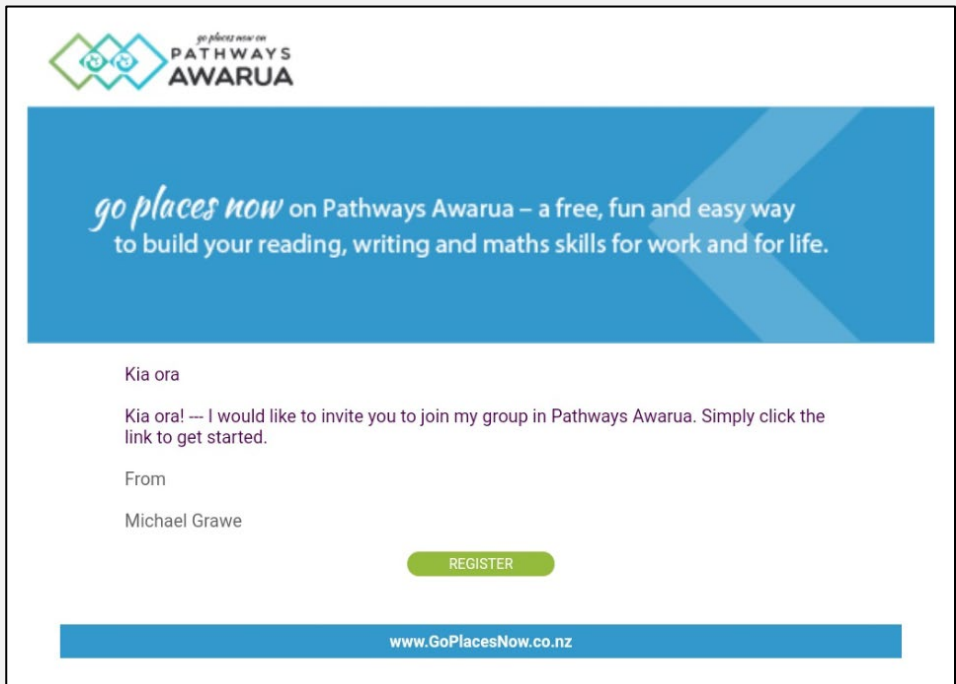 go places now on
PATHWAYS
AWARUA
go places now on Pathways Awarua – a free, fun and easy way
to build your reading, writing and maths skills for work and for life.
Kia ora
Kia ora! --- I would like to invite you to join my group in Pathways Awarua. Simply click the
link to get started.
From
Michael Grawe
REGISTER
www.GoPlacesNow.co.nz